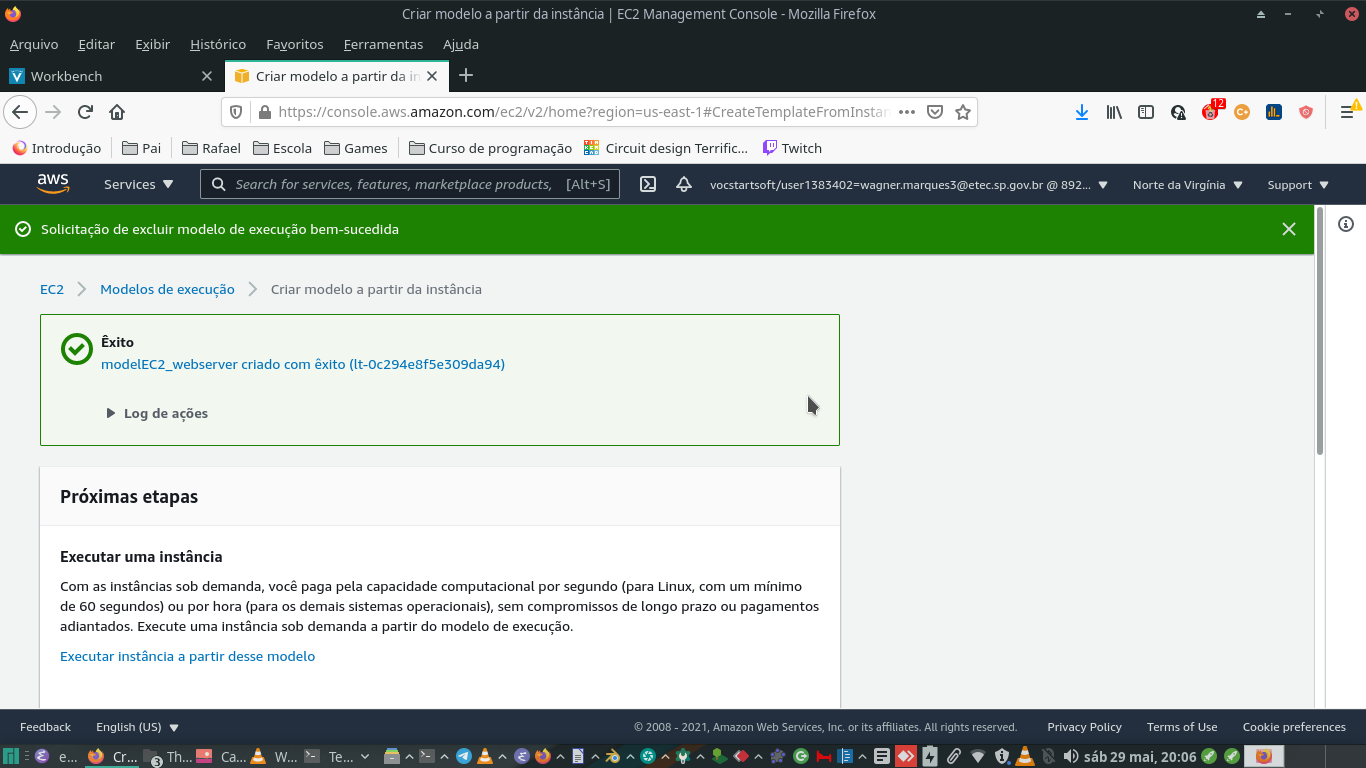 Criar modelo a partir da instância | EC2 Management Console - Mozilla Firefox
Arquivo Editar Exibir Histórico Favoritos Ferramentas Ajuda
Workbench Criar modelo a partir da in
https://console.aws.amazon.com/ec2/v2/home?region=us-east-1#CreateTemplateFromInstan 12
Introdução Pai Rafael Escola Games Curso de programação Circuit design Terrific... Twitch
aws Services Search for services, features, marketplace products, [Alt+S] vocstartsoft/user1383402=wagner.marques3@etec.sp.gov.br @ 892... Norte da Virgínia Support
Solicitação de excluir modelo de execução bem-sucedida
EC2 Modelos de execução Criar modelo a partir da instância
Êxito
modelEC2_webserver criado com êxito (lt-0c294e8f5e309da94)
Log de ações
Próximas etapas
Executar uma instância
Com as instâncias sob demanda, você paga pela capacidade computacional por segundo (para Linux, com um mínimo
de 60 segundos) ou por hora (para os demais sistemas operacionais), sem compromissos de longo prazo ou pagamentos
adiantados. Execute uma instância sob demanda a partir do modelo de execução.
Executar instância a partir desse modelo
Feedback English (US) © 2008 - 2021, Amazon Web Services, Inc. or its affiliates. All rights reserved. Privacy Policy Terms of Use Cookie preferences
e... Cr... 3 Th... Ca... W... Te... sáb 29 mai, 20:06